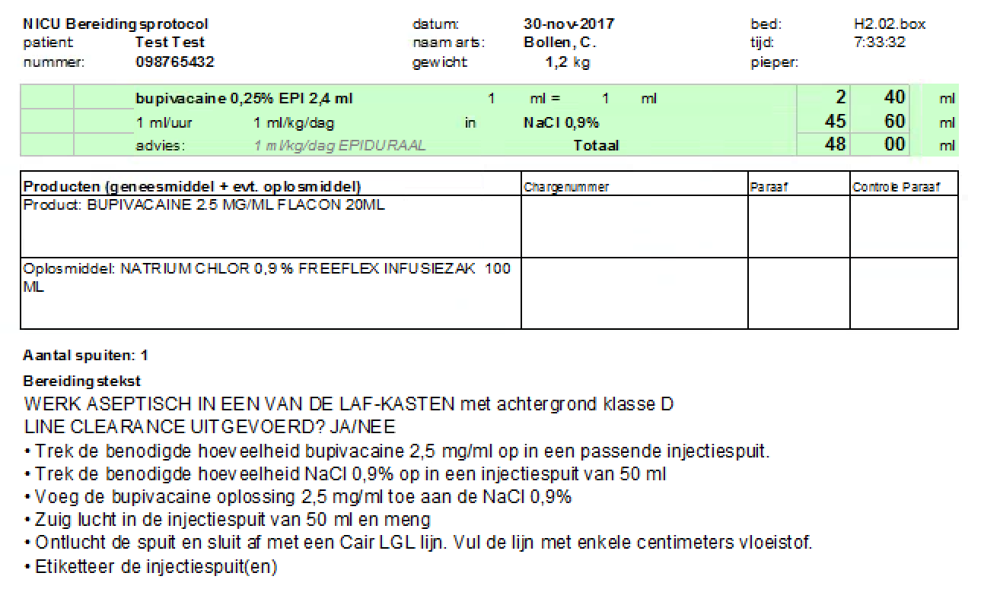 NICU Bereidingsprotocol datum: 30-nov-2017 bed: H2.02.box
patient Test Test naam arts: Bollen, C. tijd: 7:33:32
nummer: 098765432 gewicht 1,2 kg pieper:
bupivacaine 0,25% EPI 2,4 ml 1 ml = 1 ml 2 40 ml
1 ml/uur 1 ml/kg/dag in NaCl 0,9% 45 60 ml
advies: 1 ml/kg/dag EPIDURAAL Totaal 48 00 ml
Producten (geneesmiddel + evt. oplosmiddel) Chargenummer Paraaf Controle Paraaf
Product: BUPIVACAINE 2.5 MG/ML FLACON 20ML
Oplosmiddel: NATRIUM CHLOR 0,9 % FREEFLEX INFUSIEZAK 100
ML
Aantal spuiten: 1
Bereidingstekst
WERK ASEPTISCH IN EEN VAN DE LAF-KASTEN met achtergrond klasse D
LINE CLEARANCE UITGEVOERD? JA/NEE
• Trek de benodigde hoeveelheid bupivacaine 2,5 mg/ml op in een passende injectiespuit.
• Trek de benodigde hoeveelheid NaCl 0,9% op in een injectiespuit van 50 ml
• Voeg de bupivacaine oplossing 2,5 mg/ml toe aan de NaCl 0,9%
• Zuig lucht in de injectiespuit van 50 ml en meng
• Ontlucht de spuit en sluit af met een Cair LGL lijn. Vul de lijn met enkele centimeters vloeistof.
• Etiketteer de injectiespuit(en)